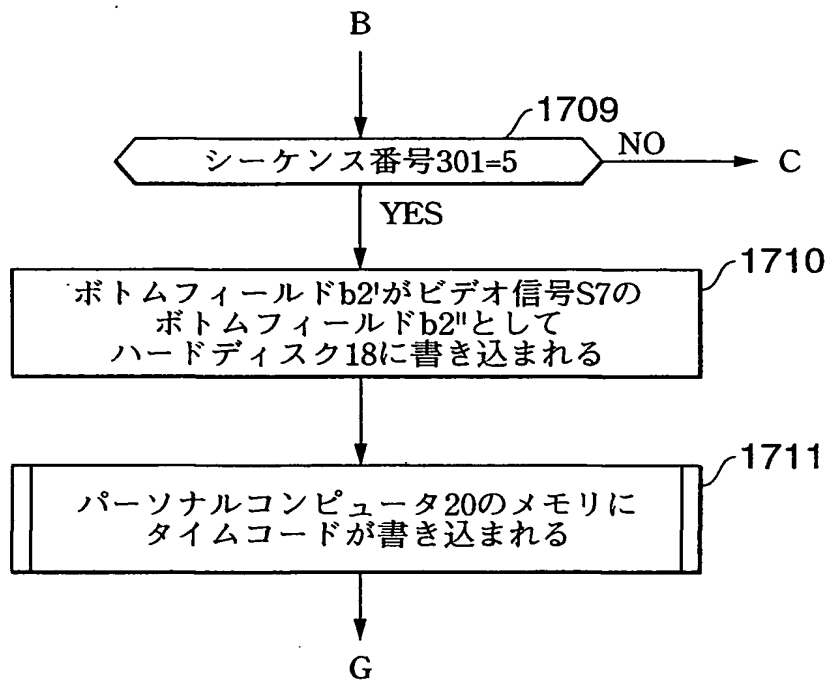 B
1709
シーケンス番号301=5
NO
C
YES
1710
ボトムフィールドb2'がビデオ信号S7の
ボトムフィールドb2"として
ハードディスク18に書き込まれる
1711
パーソナルコンピュータ20のメモリに
タイムコードが書き込まれる
G